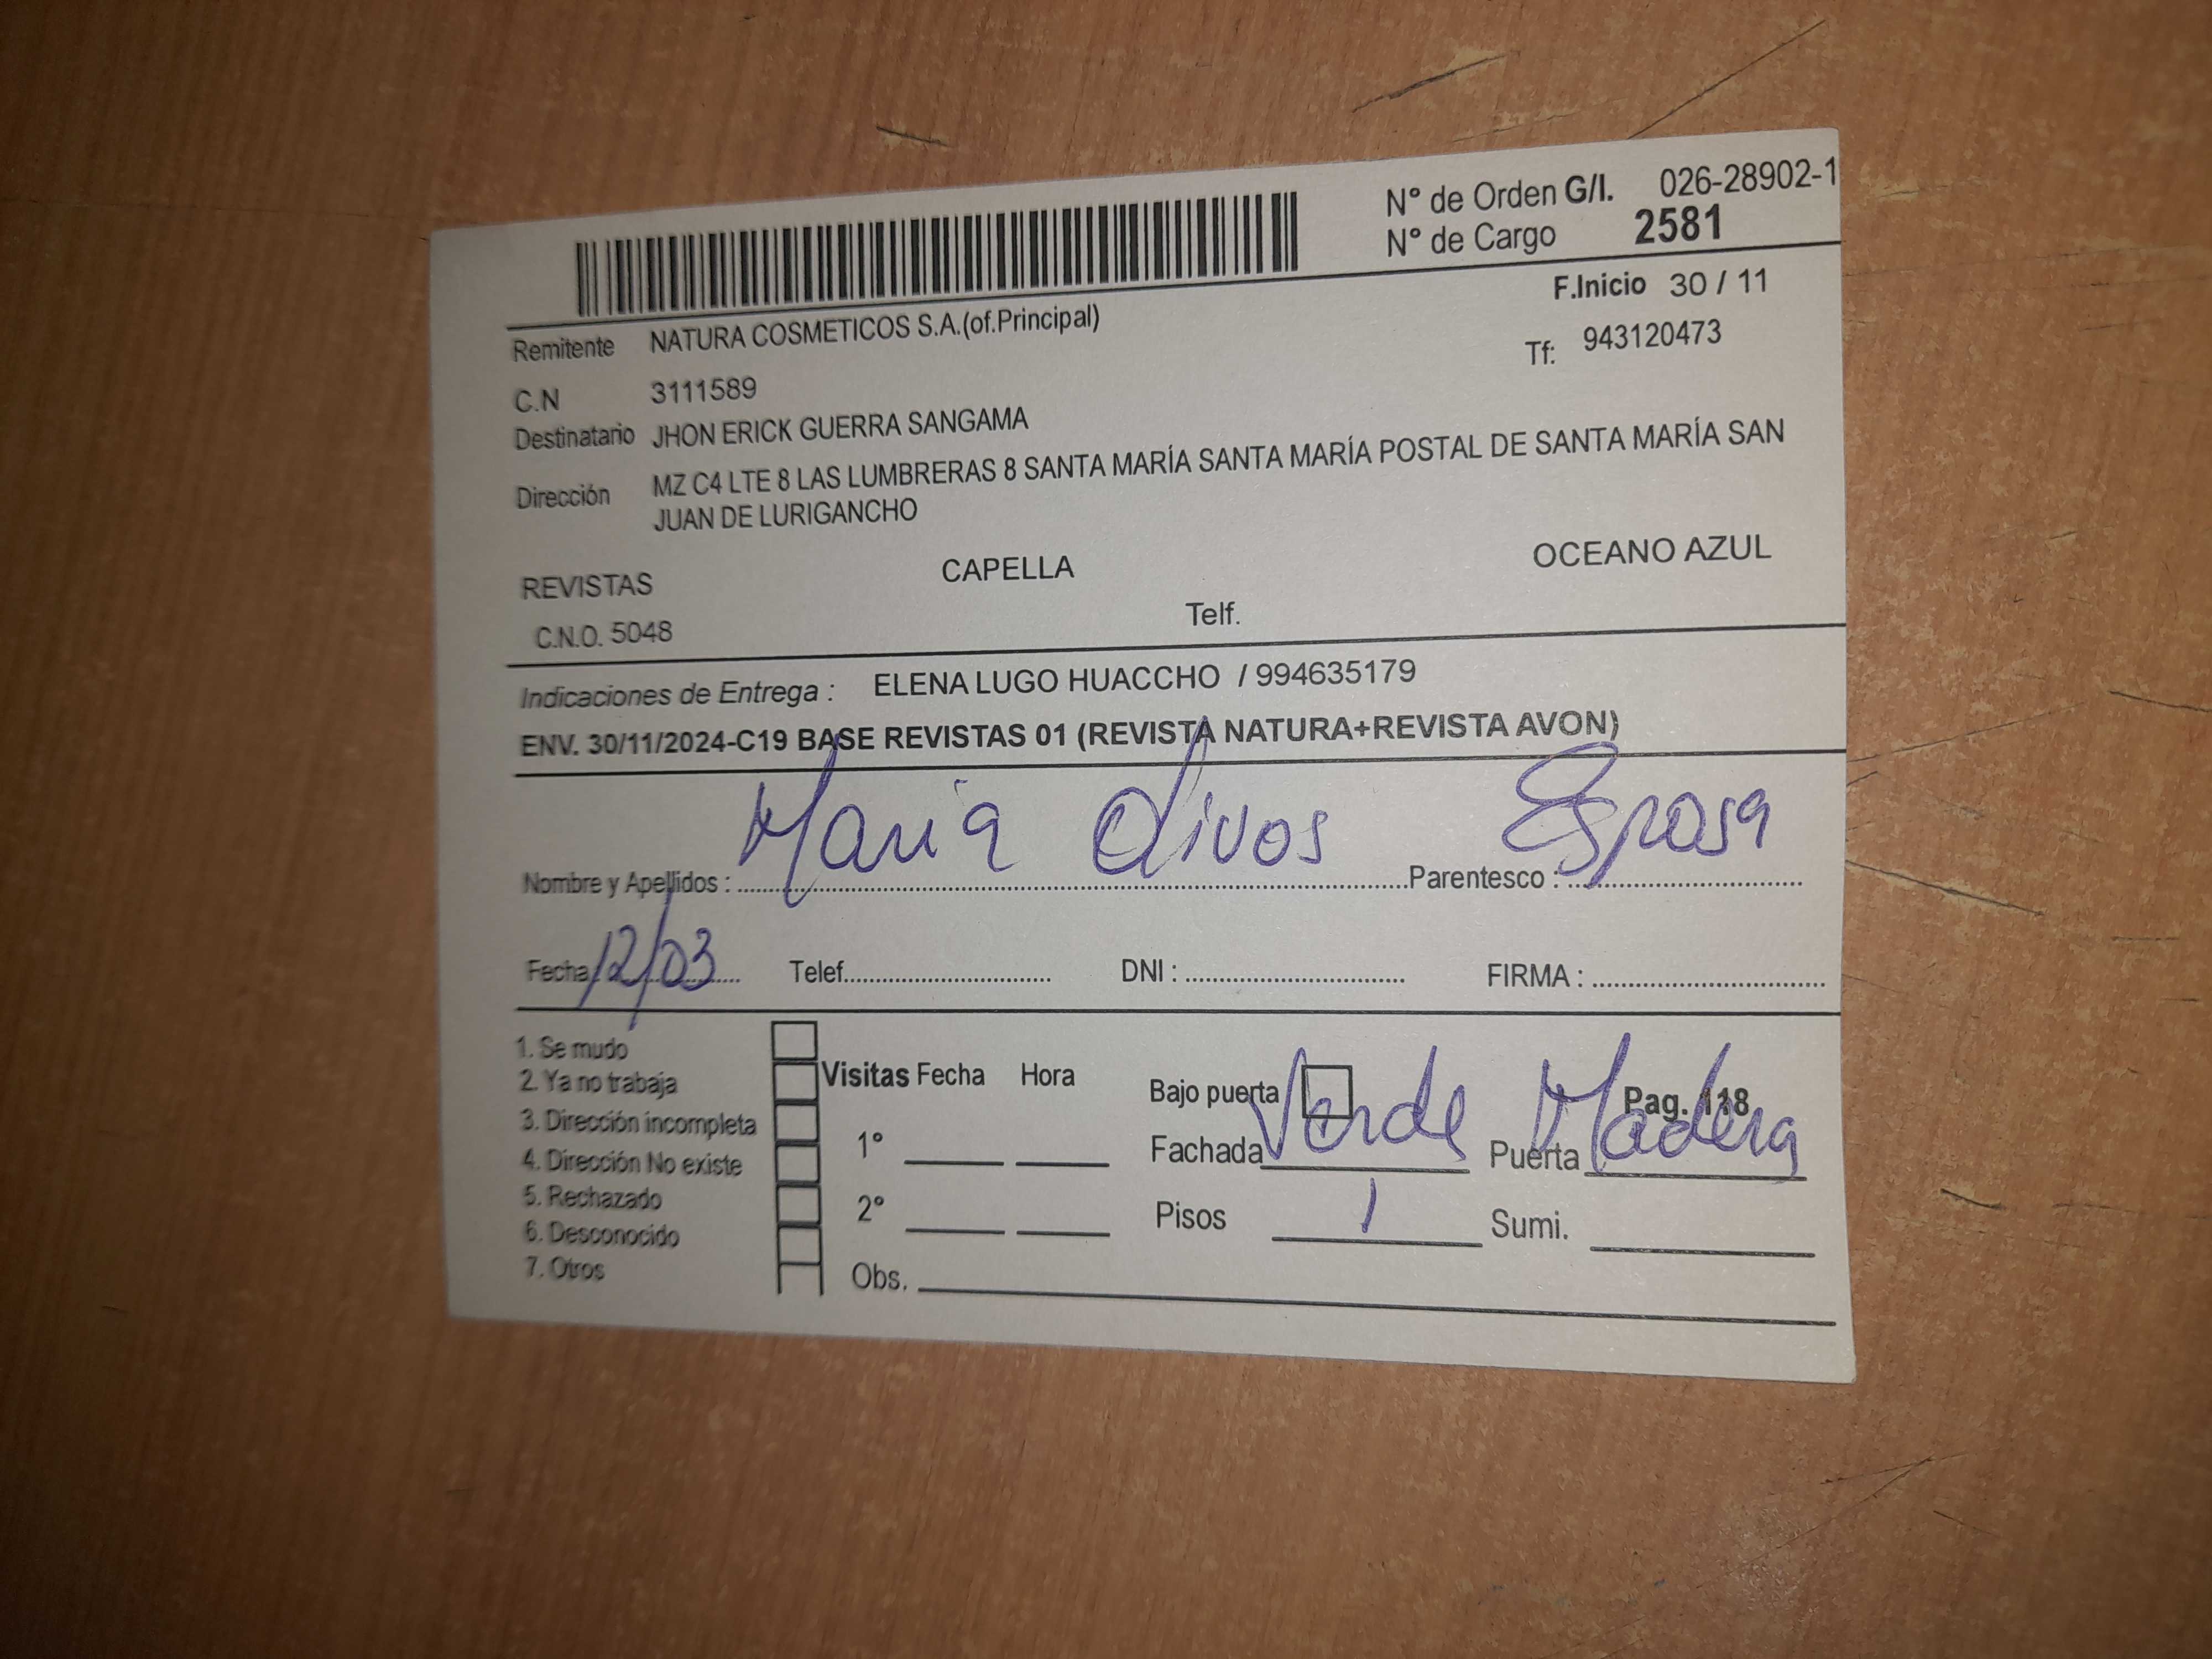 N° de Orden G/I. 026-28902-1
N° de Cargo 2581
F.Inicio 30 / 11
Remitente NATURA COSMETICOS S.A.(of.Principal)
Tf: 943120473
C.N 3111589
Destinatario JHON ERICK GUERRA SANGAMA
Dirección MZ C4 LTE 8 LAS LUMBRERAS 8 SANTA MARÍA SANTA MARÍA POSTAL DE SANTA MARÍA SAN
JUAN DE LURIGANCHO
REVISTAS CAPELLA OCEANO AZUL
C.N.O. 5048 Telf.
Indicaciones de Entrega : ELENA LUGO HUACCHO / 994635179
ENV. 30/11/2024-C19 BASE REVISTAS 01 (REVISTA NATURA+REVISTA AVON)
Nombre y Apellidos : Maria Livos Parentesco : Esposa
Fecha 12/03 Telef. DNI : FIRMA :
1. Se mudo
2. Ya no trabaja Visitas Fecha Hora Bajo puerta Pag. 118
3. Dirección incompleta
4. Dirección No existe 1° Fachada Verde Puerta Madera
5. Rechazado
6. Desconocido 2° Pisos 1 Sumi.
7. Otros Obs.